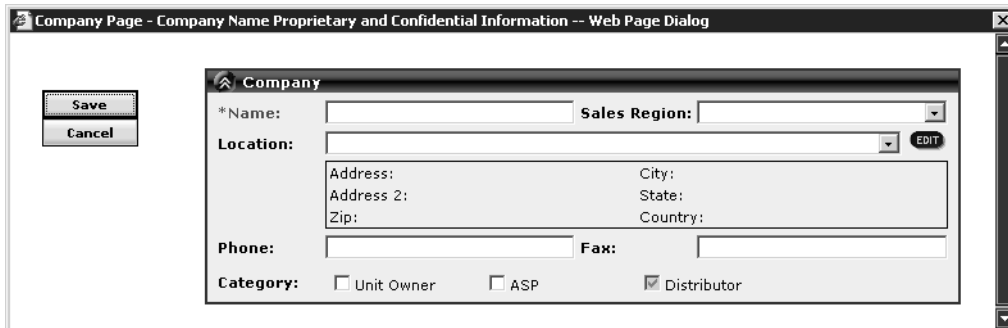 Company Page - Company Name Proprietary and Confidential Information -- Web Page Dialog
Save
Cancel
Company
*Name: Sales Region:
Location: EDIT
Address: City:
Address 2: State:
Zip: Country:
Phone: Fax:
Category: Unit Owner ASP Distributor